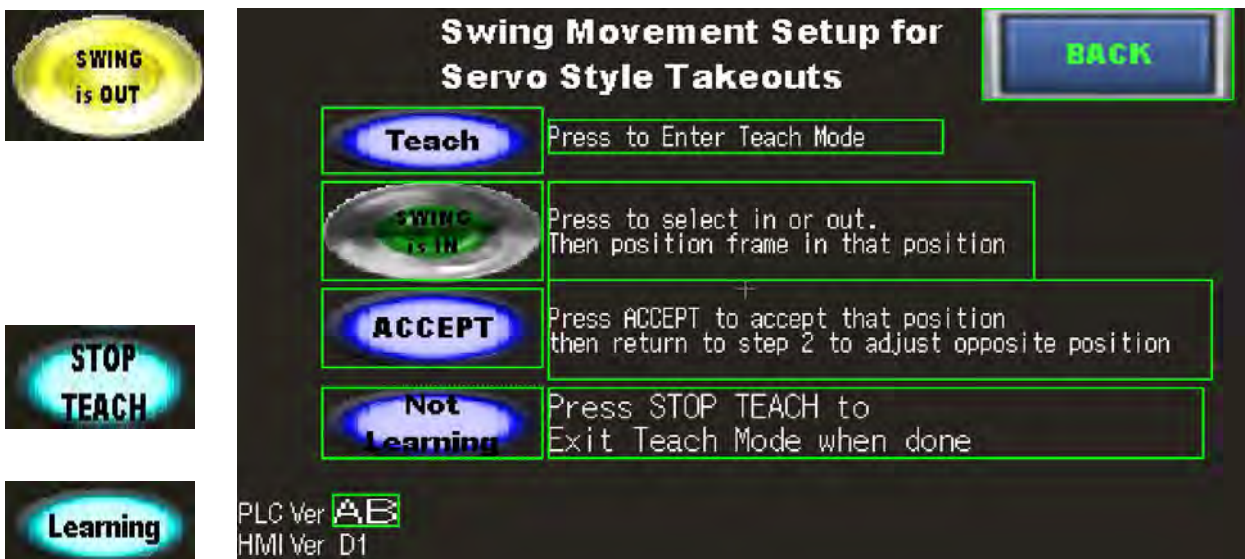 SWING
is OUT
Swing Movement Setup for
Servo Style Takeouts
BACK
Teach
Press to Enter Teach Mode
SWING
is IN
Press to select in or out.
Then position frame in that position
ACCEPT
Press ACCEPT to accept that position
then return to step 2 to adjust opposite position
STOP
TEACH
Not
Learning
Press STOP TEACH to
Exit Teach Mode when done
Learning
PLC Ver AB
HMI Ver D1